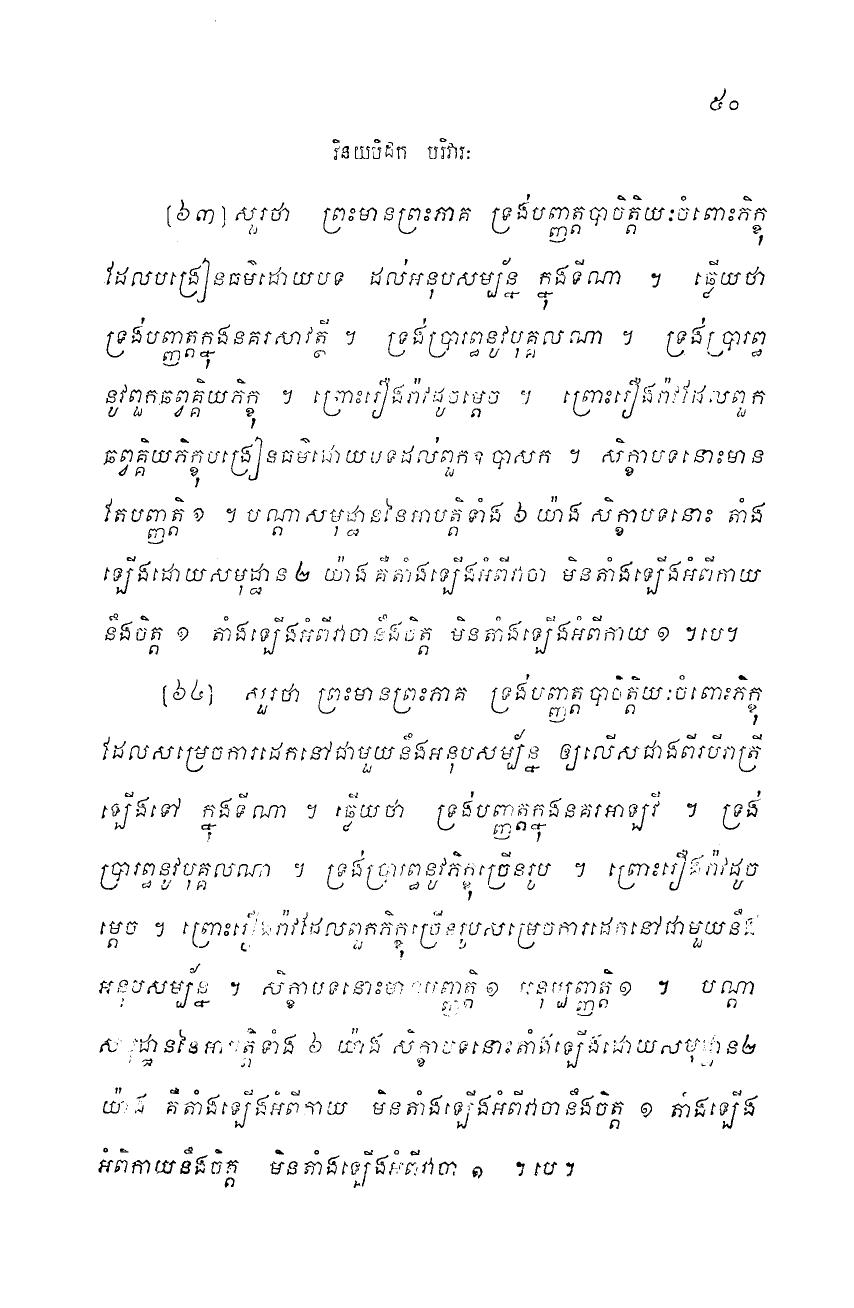 ៥០
វិនយបិដក បរិវារៈ
[៦៣] សួរថា ព្រះមានព្រះភាគ ទ្រង់បញ្ញត្តបាចិត្តិយៈចំពោះភិក្ខុ
ដែលបង្រៀនធម៌ដោយបទ ដល់អនុបសម្ប័ន្ន ក្នុងទីណា ។ ឆ្លើយថា
ទ្រង់បញ្ញត្តក្នុងនគរសាវត្ថី ។ ទ្រង់ប្រារព្ធនូវបុគ្គលណា ។ ទ្រង់ប្រារព្ធ
នូវពួកឆព្វគ្គិយភិក្ខុ ។ ព្រោះរឿងរ៉ាវដូចម្តេច ។ ព្រោះរឿងរ៉ាវដែលពួក
ឆព្វគ្គិយភិក្ខុបង្រៀនធម៌ដោយបទដល់ពួកឧបាសក ។ សិក្ខាបទនោះមាន
តែបញ្ញត្តិ ១ ។ បណ្តាសមុដ្ឋាននៃអាបត្តិទាំង ៦ យ៉ាង សិក្ខាបទនោះ តាំង
ឡើងដោយសមុដ្ឋាន ២ យ៉ាង គឺតាំងឡើងអំពីវាចា មិនតាំងឡើងអំពីកាយ
នឹងចិត្ត ១ តាំងឡើងអំពីវាចានឹងចិត្ត មិនតាំងឡើងអំពីកាយ ១ ។បេ។
[៦៤] សួរថា ព្រះមានព្រះភាគ ទ្រង់បញ្ញត្តបាចិត្តិយៈចំពោះភិក្ខុ
ដែលសម្រេចការដេកនៅជាមួយនឹងអនុបសម្ប័ន្ន ឲ្យលើសជាងពីរបីរាត្រី
ឡើងទៅ ក្នុងទីណា ។ ឆ្លើយថា ទ្រង់បញ្ញត្តក្នុងនគរអាឡវី ។ ទ្រង់
ប្រារព្ធនូវបុគ្គលណា ។ ទ្រង់ប្រារព្ធនូវភិក្ខុច្រើនរូប ។ ព្រោះរឿងរ៉ាវដូច
ម្តេច ។ ព្រោះរឿងរ៉ាវដែលពួកភិក្ខុច្រើនរូបសម្រេចការដេកនៅជាមួយនឹង
អនុបសម្ប័ន្ន ។ សិក្ខាបទនោះមានបញ្ញត្តិ ១ អនុប្បញ្ញត្តិ ១ ។ បណ្តា
សមុដ្ឋាននៃអាបត្តិទាំង ៦ យ៉ាង សិក្ខាបទនោះតាំងឡើងដោយសមុដ្ឋាន ២
យ៉ាង គឺតាំងឡើងអំពីកាយ មិនតាំងឡើងអំពីវាចានឹងចិត្ត ១ តាំងឡើង
អំពីកាយនឹងចិត្ត មិនតាំងឡើងអំពីវាចា ១ ។បេ។